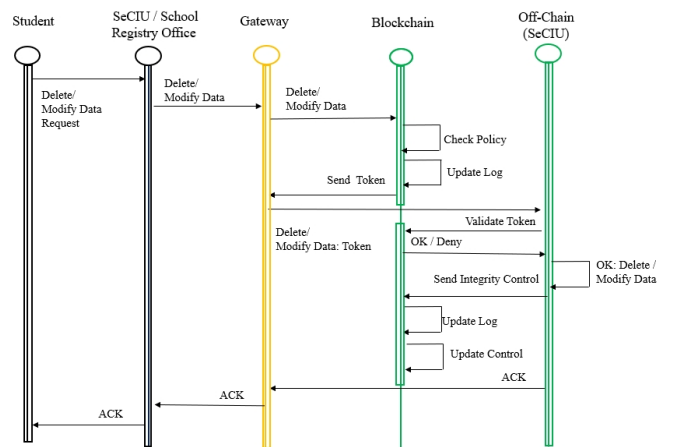 Student
SeCIU / School
Registry Office
Gateway
Blockchain
Off-Chain
(SeCIU)
Delete/
Modify Data
Request
Delete/
Modify Data
Delete/
Modify Data
Check Policy
Update Log
Send Token
Validate Token
Delete/
Modify Data: Token
OK / Deny
OK: Delete /
Modify Data
Send Integrity Control
Update Log
Update Control
ACK
ACK
ACK